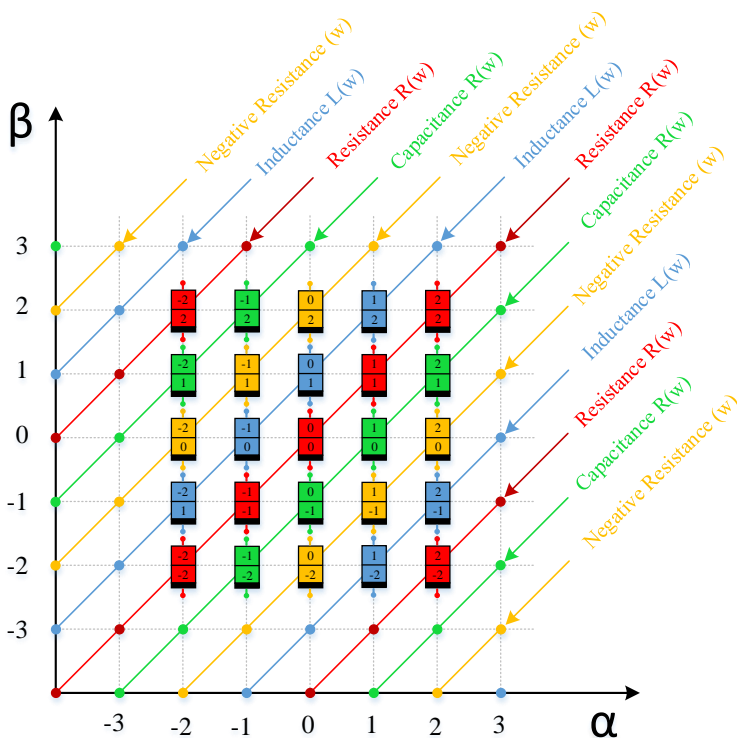 Negative Resistance (w)
Inductance L(w)
Resistance R(w)
Capacitance R(w)
Negative Resistance (w)
Inductance L(w)
Resistance R(w)
Capacitance R(w)
Negative Resistance (w)
Inductance L(w)
Resistance R(w)
Capacitance R(w)
Negative Resistance (w)
β
3
2
1
0
-1
-2
-3
-2 -1 0 1 2
2 2 2 2 2
-2 -1 0 1 2
1 1 1 1 1
-2 -1 0 1 2
0 0 0 0 0
-2 -1 0 1 2
1 -1 -1 -1 -1
-2 -1 0 1 2
-2 -2 -2 -2 -2
-3 -2 -1 0 1 2 3
α